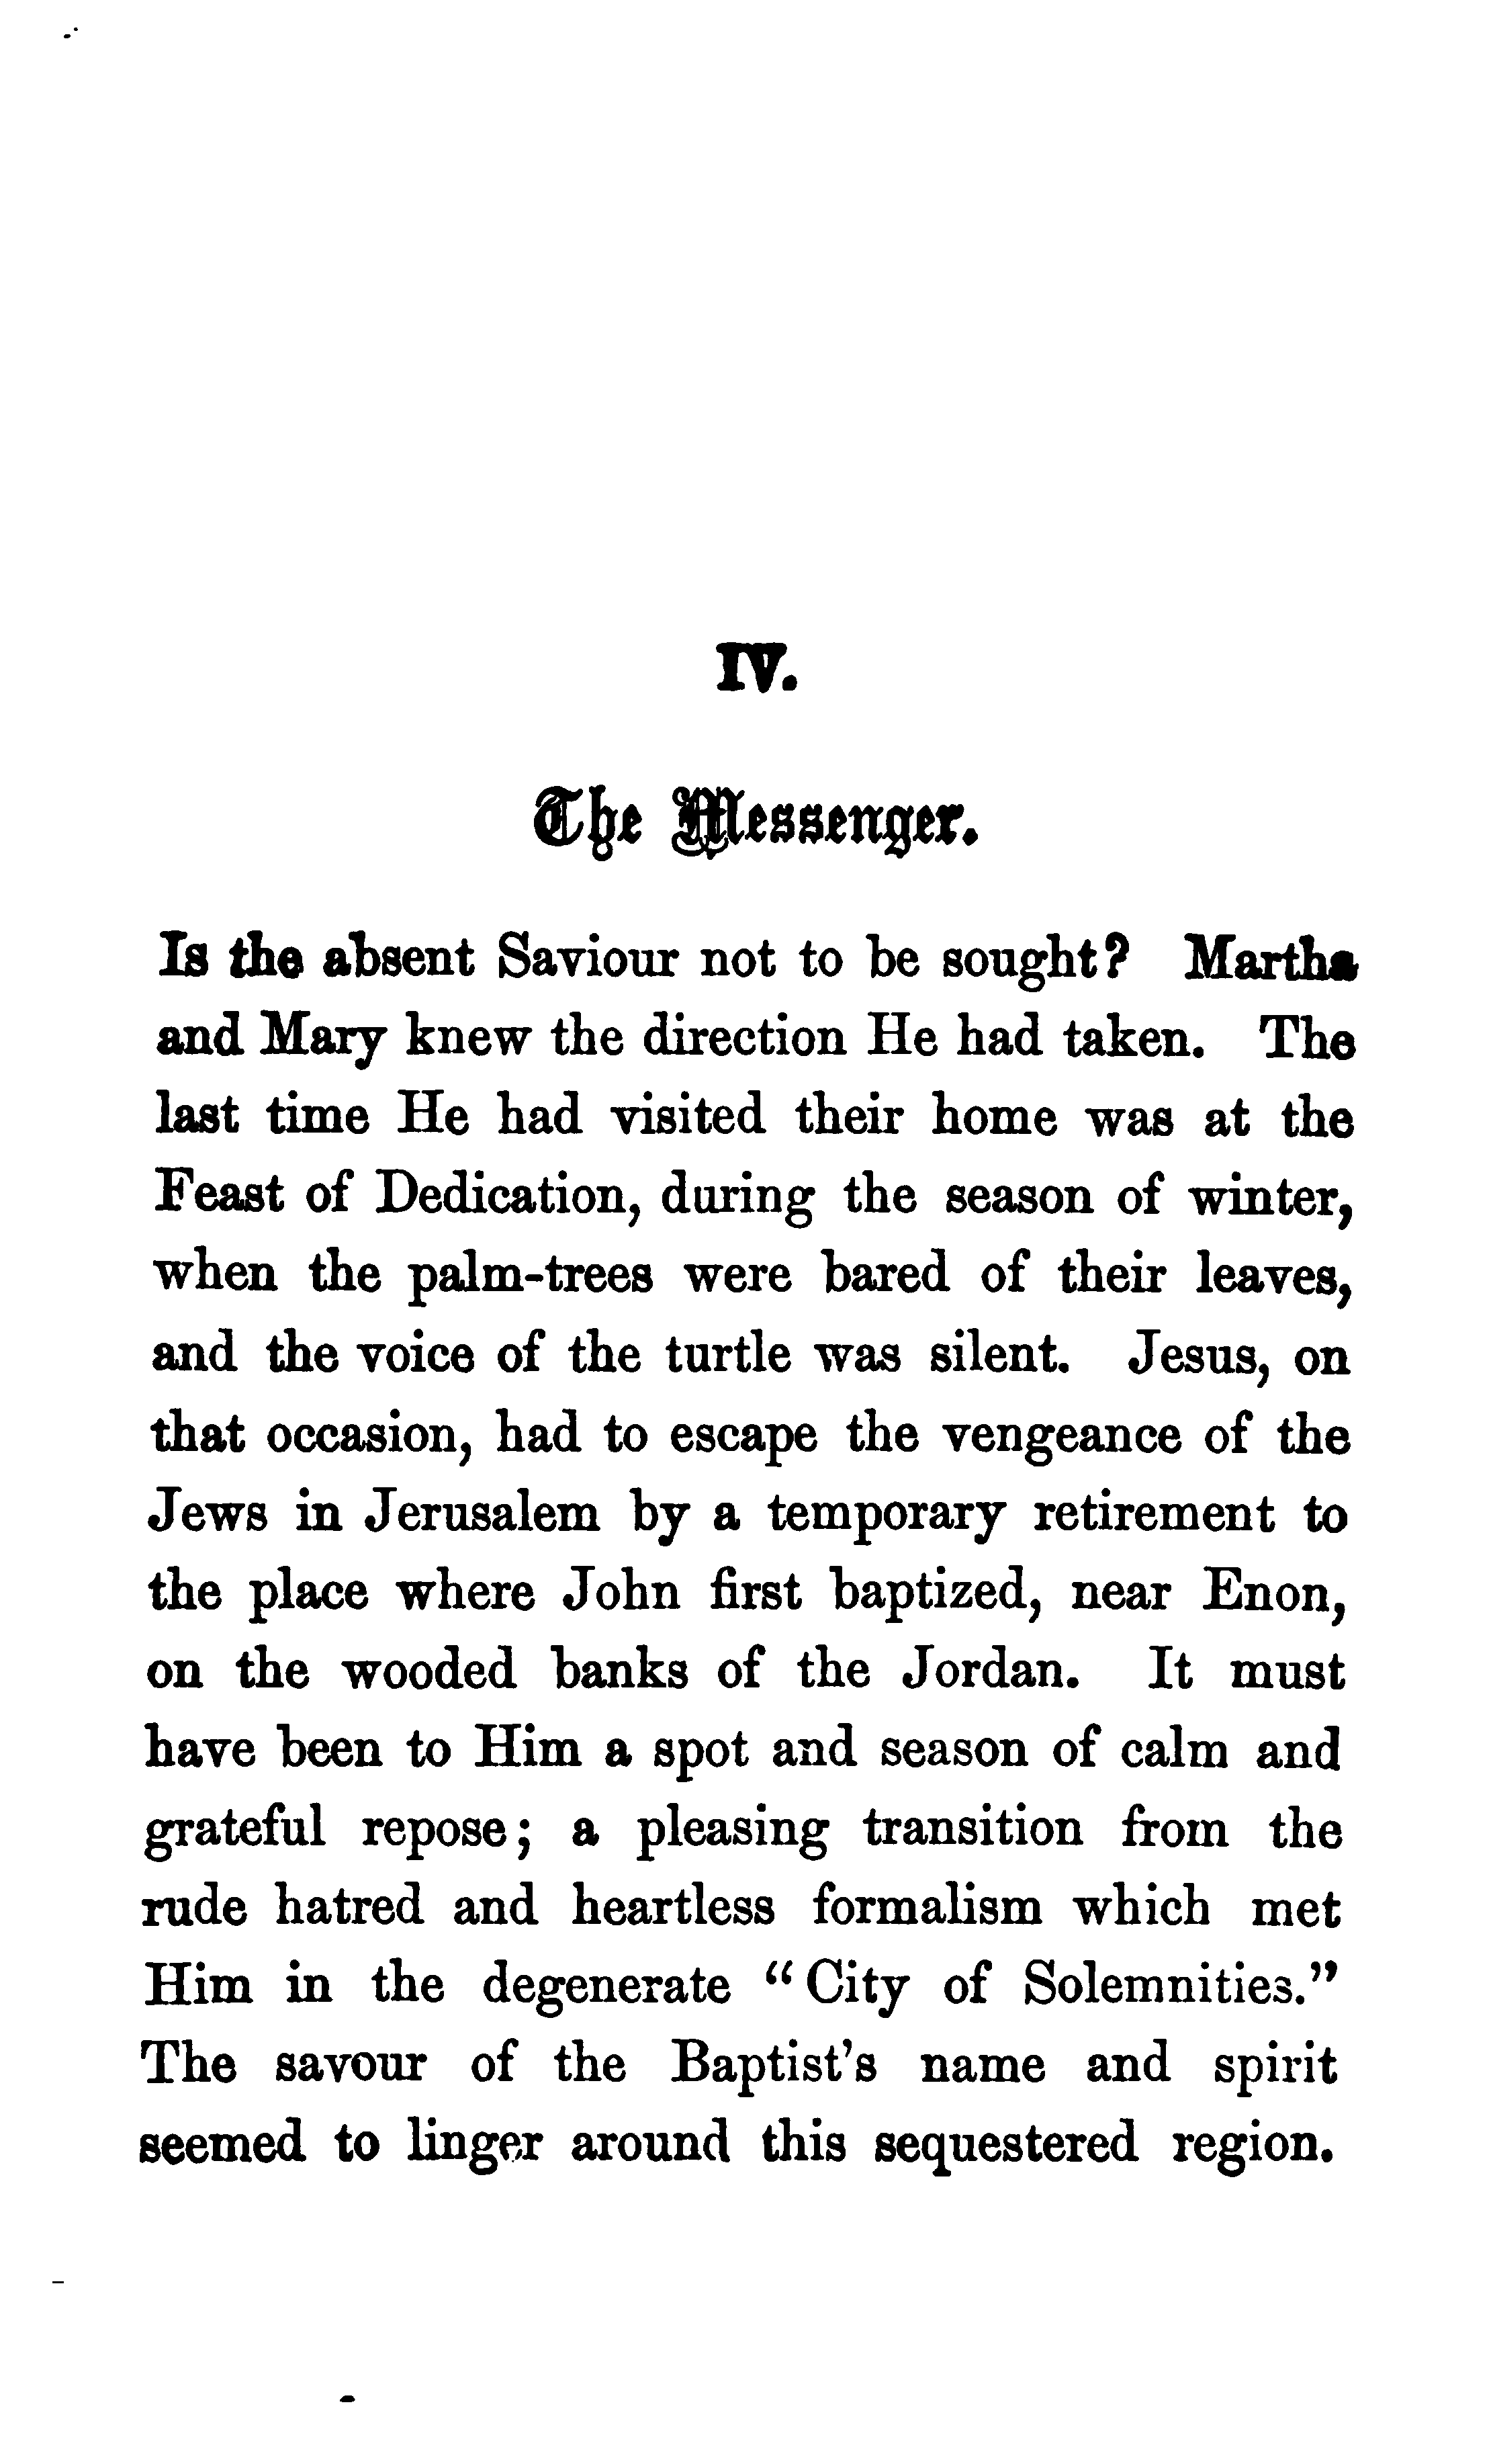 IV.
The Messenger.
Is the absent Saviour not to be sought? Martha
and Mary knew the direction He had taken. The
last time He had visited their home was at the
Feast of Dedication, during the season of winter,
when the palm-trees were bared of their leaves,
and the voice of the turtle was silent. Jesus, on
that occasion, had to escape the vengeance of the
Jews in Jerusalem by a temporary retirement to
the place where John first baptized, near Enon,
on the wooded banks of the Jordan. It must
have been to Him a spot and season of calm and
grateful repose; a pleasing transition from the
rude hatred and heartless formalism which met
Him in the degenerate “City of Solemnities.”
The savour of the Baptist's name and spirit
seemed to linger around this sequestered region.